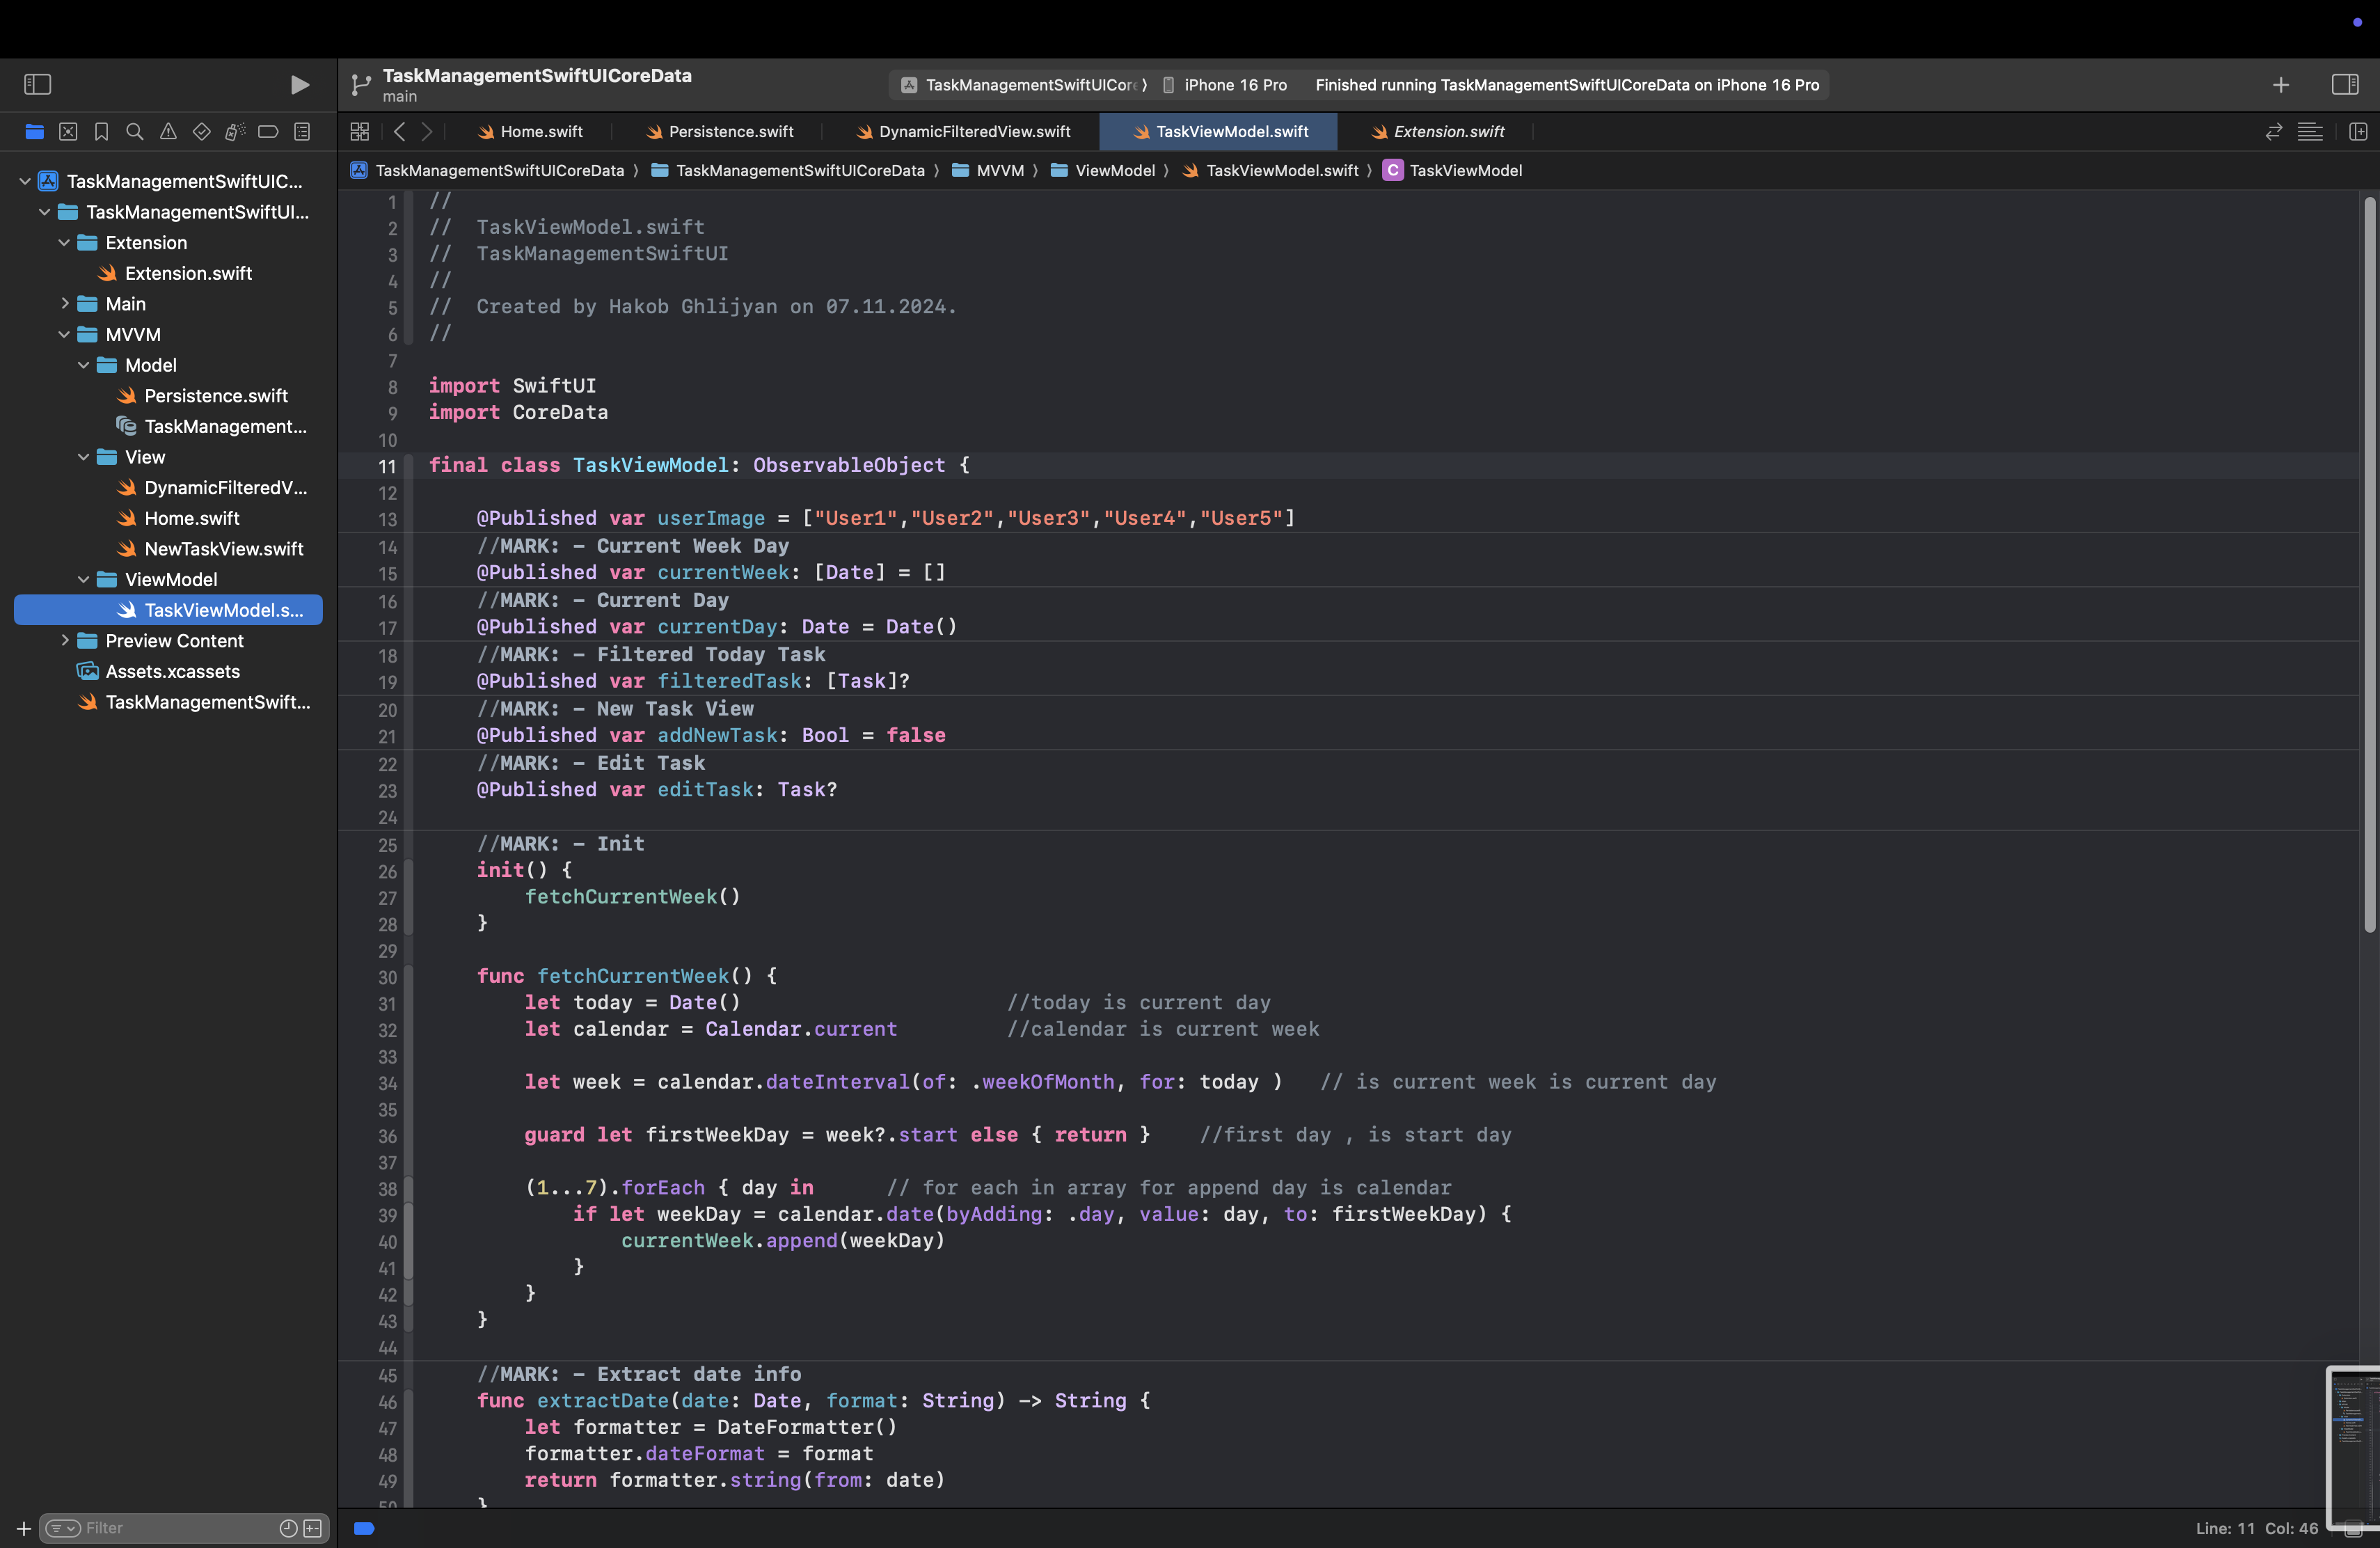 TaskManagementSwiftUICoreData
main
TaskManagementSwiftUICor
iPhone 16 Pro
Finished running TaskManagementSwiftUICoreData on iPhone 16 Pro
Home.swift
Persistence.swift
DynamicFilteredView.swift
TaskViewModel.swift
Extension.swift
TaskManagementSwiftUICoreData 〉 TaskManagementSwiftUICoreData 〉 MVVM 〉 ViewModel 〉 TaskViewModel.swift 〉 C TaskViewModel
TaskManagementSwiftUIC...
TaskManagementSwiftUI...
Extension
Extension.swift
Main
MVVM
Model
Persistence.swift
TaskManagement...
View
DynamicFilteredV...
Home.swift
NewTaskView.swift
ViewModel
TaskViewModel.s...
Preview Content
Assets.xcassets
TaskManagementSwift...
Filter
1 //
2 //  TaskViewModel.swift
3 //  TaskManagementSwiftUI
4 //
5 //  Created by Hakob Ghlijyan on 07.11.2024.
6 //
7
8 import SwiftUI
9 import CoreData
10
11 final class TaskViewModel: ObservableObject {
12
13     @Published var userImage = ["User1","User2","User3","User4","User5"]
14     //MARK: - Current Week Day
15     @Published var currentWeek: [Date] = []
16     //MARK: - Current Day
17     @Published var currentDay: Date = Date()
18     //MARK: - Filtered Today Task
19     @Published var filteredTask: [Task]?
20     //MARK: - New Task View
21     @Published var addNewTask: Bool = false
22     //MARK: - Edit Task
23     @Published var editTask: Task?
24
25     //MARK: - Init
26     init() {
27         fetchCurrentWeek()
28     }
29
30     func fetchCurrentWeek() {
31         let today = Date()                      //today is current day
32         let calendar = Calendar.current         //calendar is current week
33
34         let week = calendar.dateInterval(of: .weekOfMonth, for: today )   // is current week is current day
35
36         guard let firstWeekDay = week?.start else { return }    //first day , is start day
37
38         (1...7).forEach { day in      // for each in array for append day is calendar
39             if let weekDay = calendar.date(byAdding: .day, value: day, to: firstWeekDay) {
40                 currentWeek.append(weekDay)
41             }
42         }
43     }
44
45     //MARK: - Extract date info
46     func extractDate(date: Date, format: String) -> String {
47         let formatter = DateFormatter()
48         formatter.dateFormat = format
49         return formatter.string(from: date)
50     }
Line: 11  Col: 46